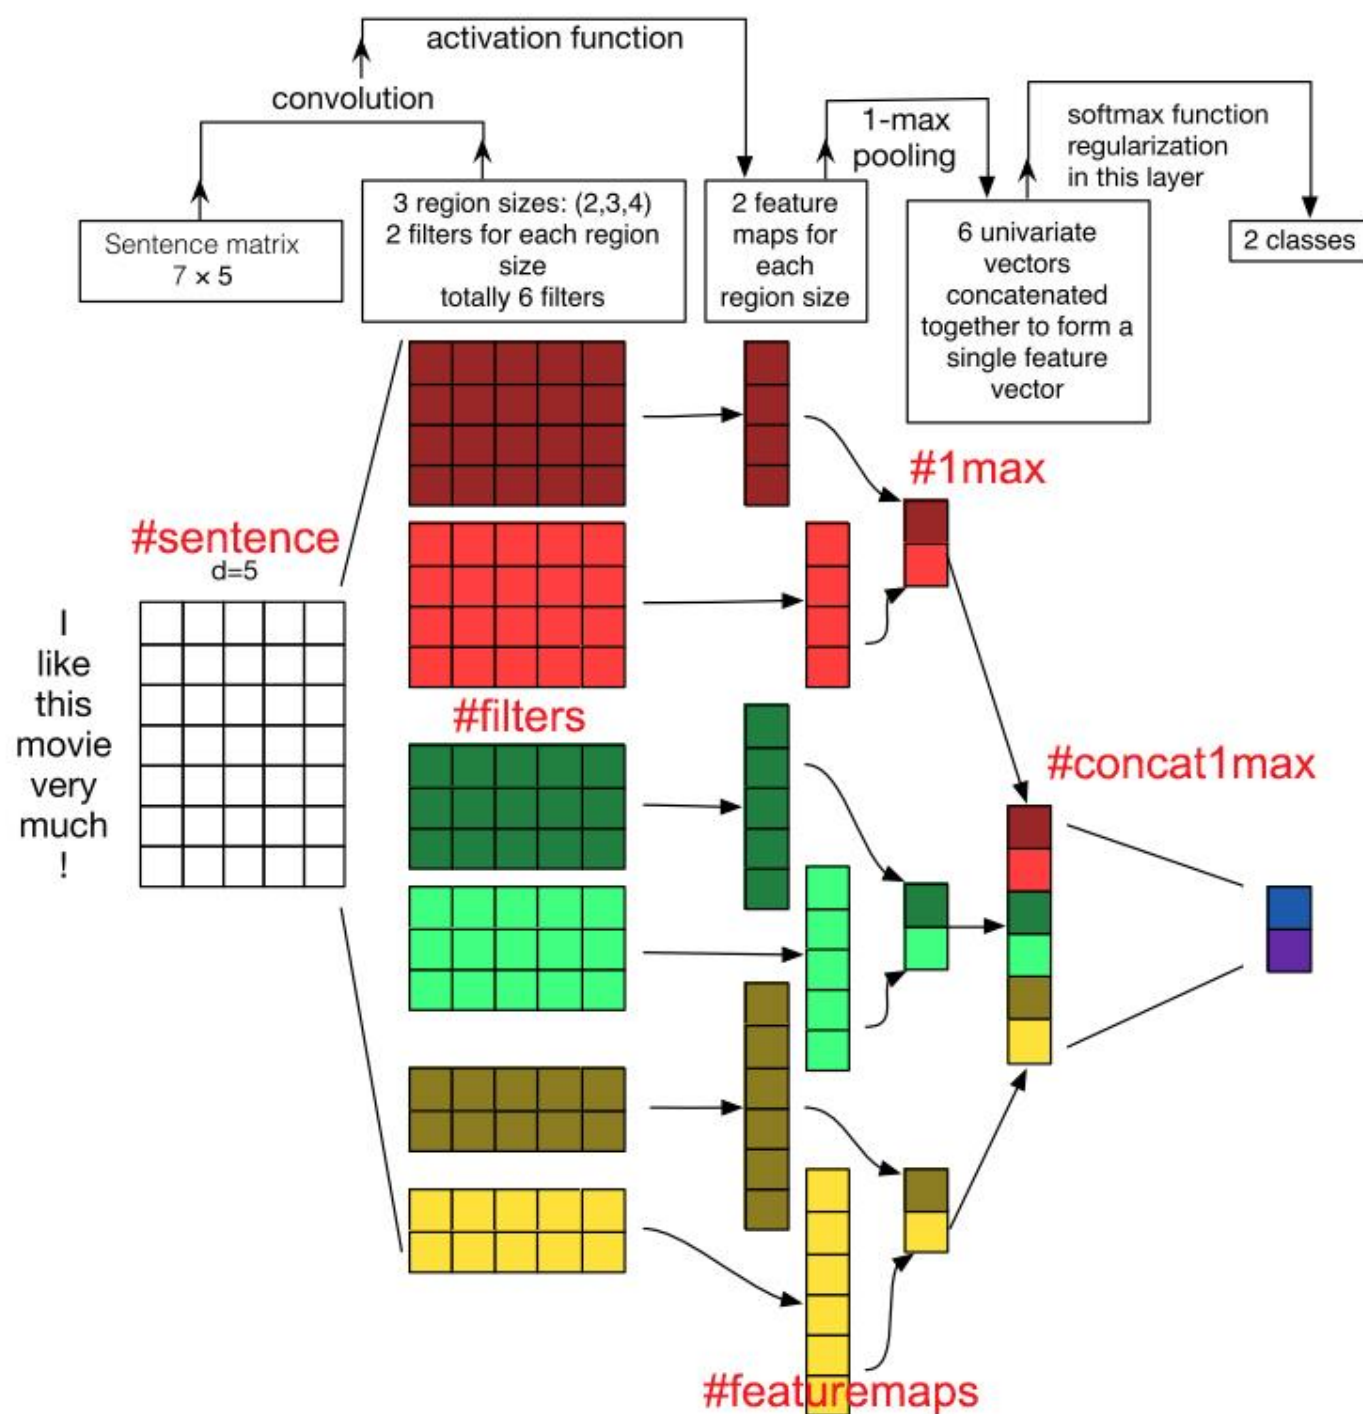 activation function
convolution
1-max
pooling
softmax function
regularization
in this layer
Sentence matrix
7 × 5
3 region sizes: (2,3,4)
2 filters for each region
size
totally 6 filters
2 feature
maps for
each
region size
6 univariate
vectors
concatenated
together to form a
single feature
vector
2 classes
#1max
#sentence
d=5
I
like
this
movie
very
much
!
#filters
#concat1max
#featuremaps